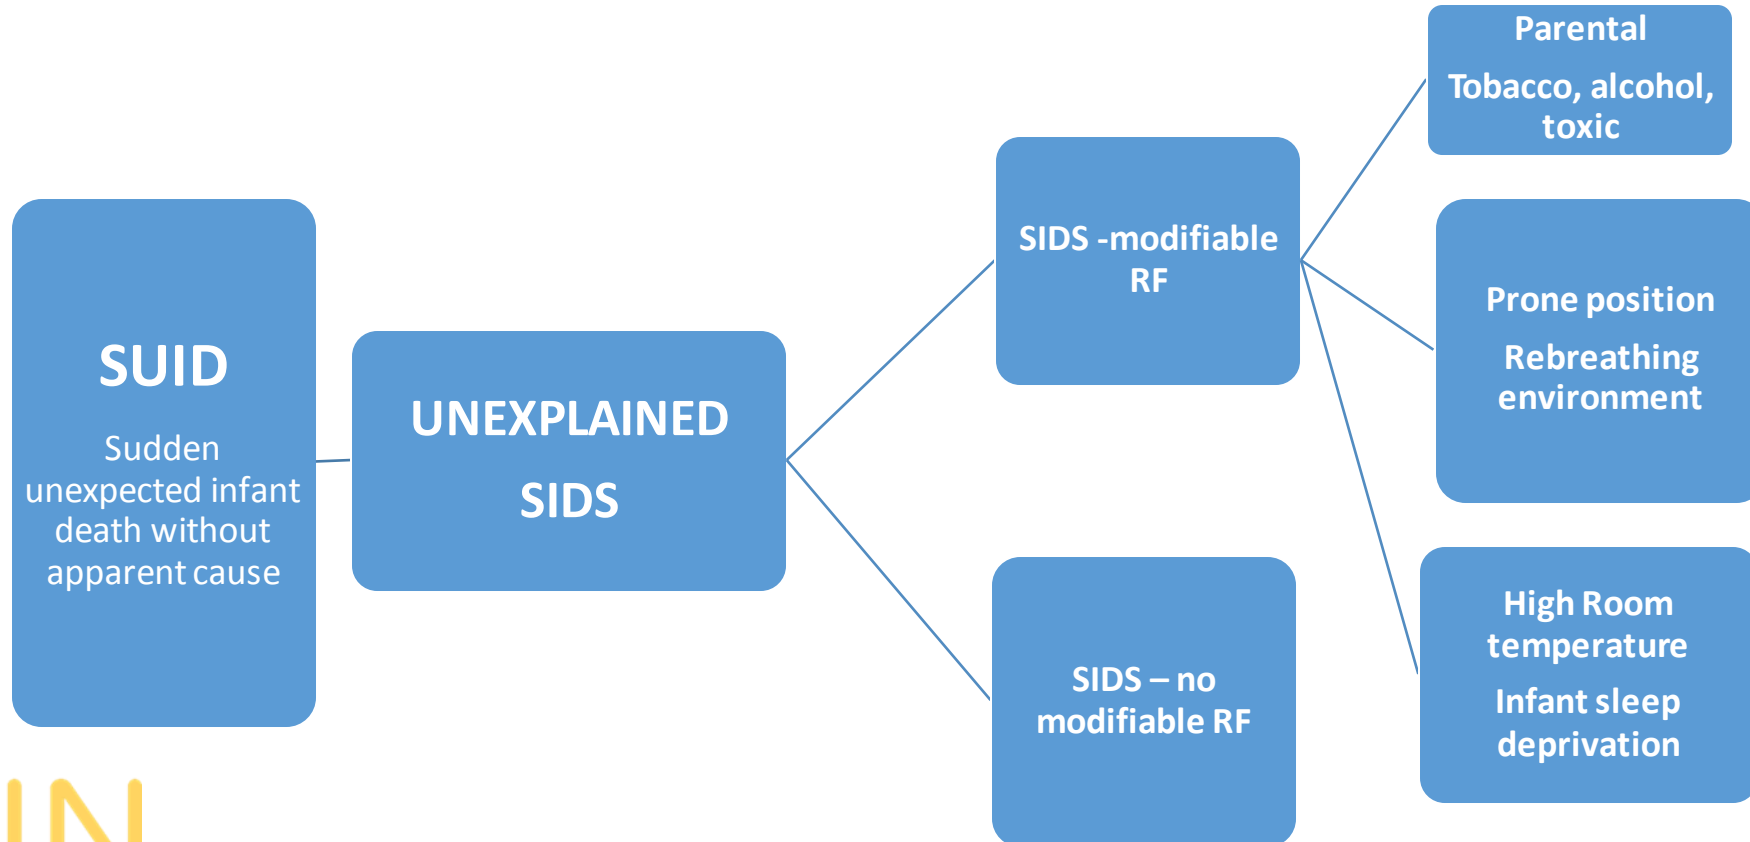 SUID
Sudden
unexpected infant
death without
apparent cause
UNEXPLAINED
SIDS
SIDS -modifiable
RF
SIDS – no
modifiable RF
Parental
Tobacco, alcohol,
toxic
Prone position
Rebreathing
environment
High Room
temperature
Infant sleep
deprivation
IN